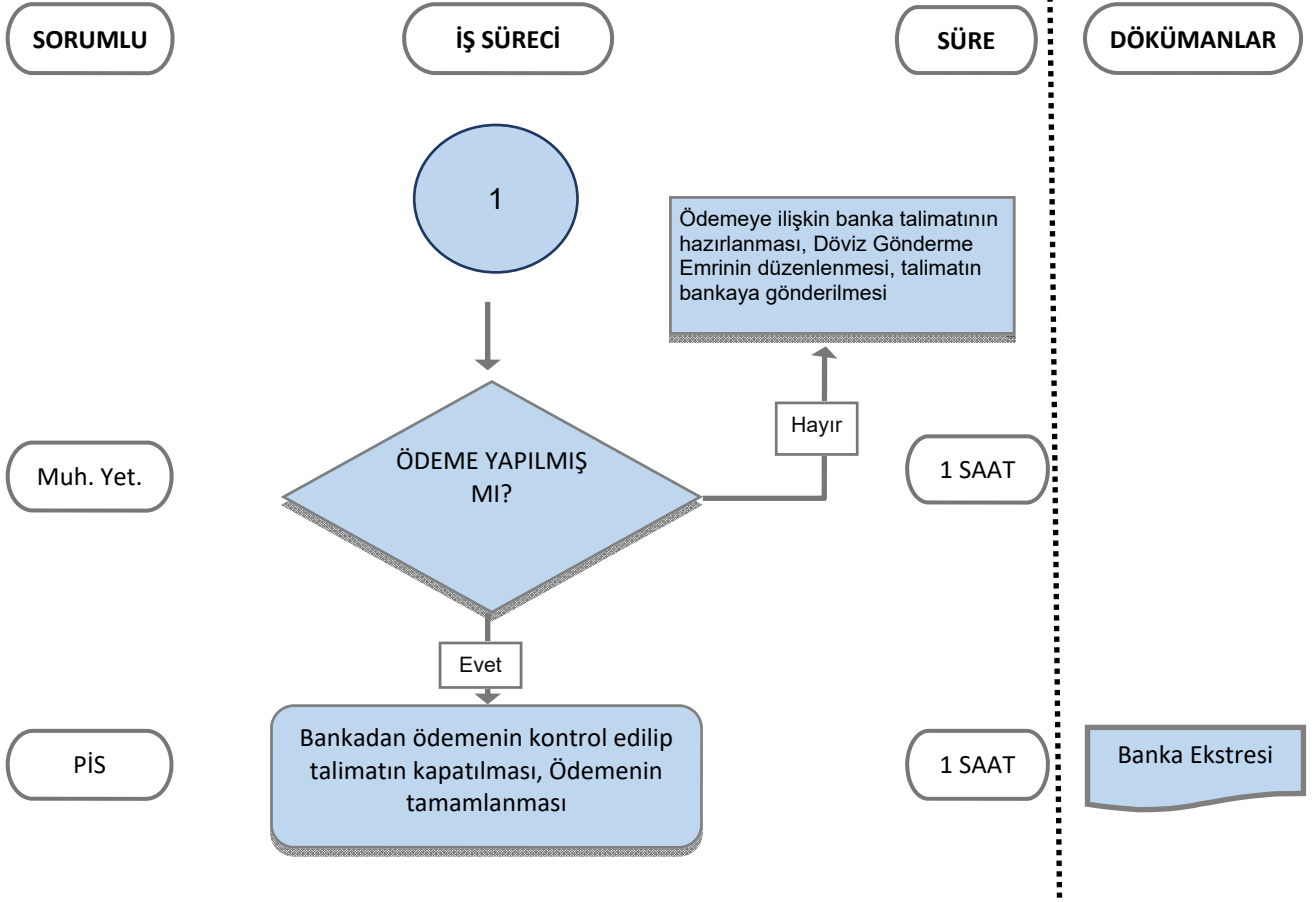 SORUMLU
İŞ SÜRECİ
SÜRE
DÖKÜMANLAR
1
Ödemeye ilişkin banka talimatının
hazırlanması, Döviz Gönderme
Emrinin düzenlenmesi, talimatın
bankaya gönderilmesi
Hayır
Muh. Yet.
ÖDEME YAPILMIŞ
MI?
1 SAAT
Evet
PİS
Bankadan ödemenin kontrol edilip
talimatın kapatılması, Ödemenin
tamamlanması
1 SAAT
Banka Ekstresi